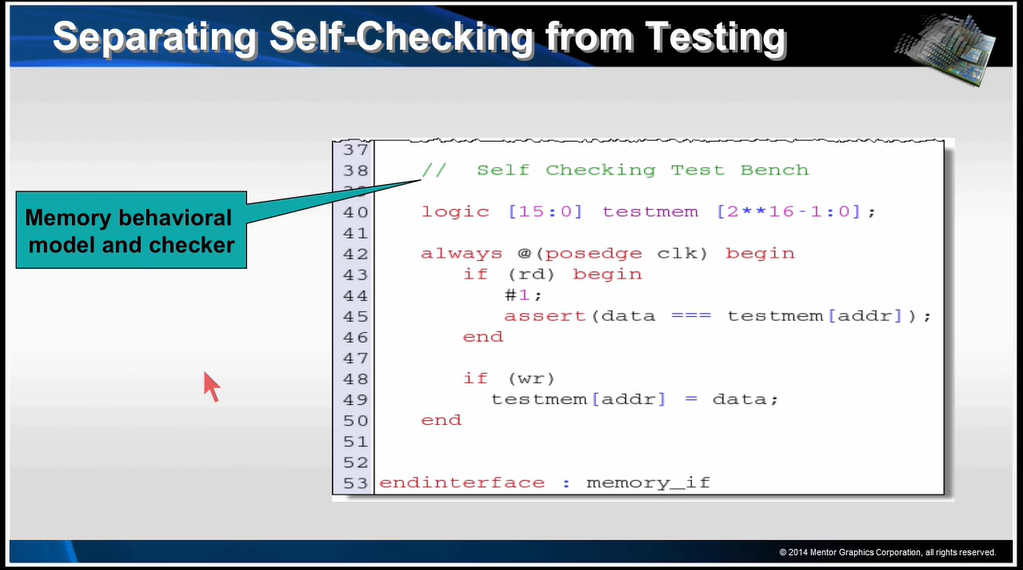 Separating Self-Checking from Testing
Memory behavioral
model and checker
37
38 // Self Checking Test Bench
39
40 logic [15:0] testmem [2**16-1:0];
41
42 always @(posedge clk) begin
43 if (rd) begin
44 #1;
45 assert(data === testmem[addr]);
46 end
47
48 if (wr)
49 testmem[addr] = data;
50 end
51
52
53 endinterface : memory_if
© 2014 Mentor Graphics Corporation, all rights reserved.